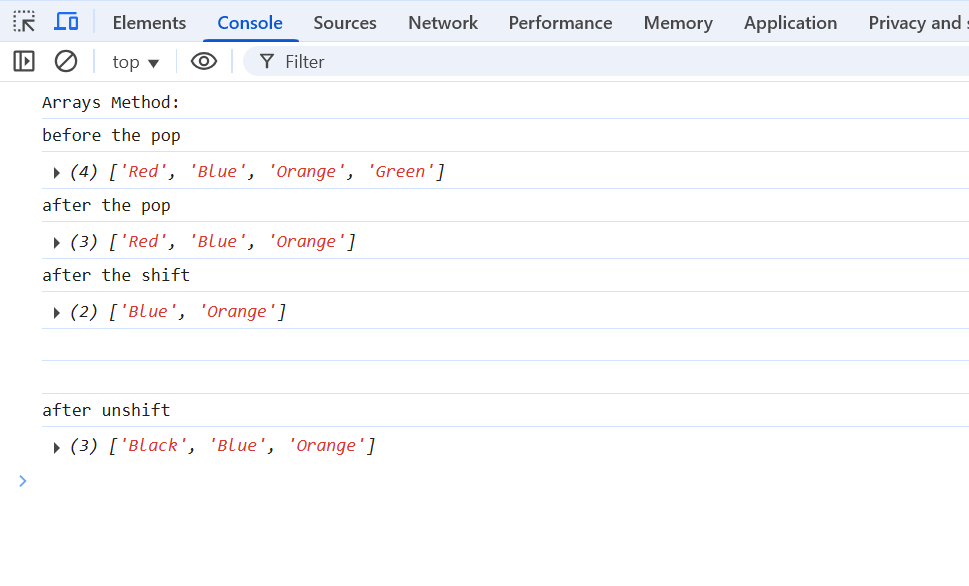 Elements Console Sources Network Performance Memory Application Privacy and
top Filter
Arrays Method:
before the pop
(4) ['Red', 'Blue', 'Orange', 'Green']
after the pop
(3) ['Red', 'Blue', 'Orange']
after the shift
(2) ['Blue', 'Orange']
after unshift
(3) ['Black', 'Blue', 'Orange']